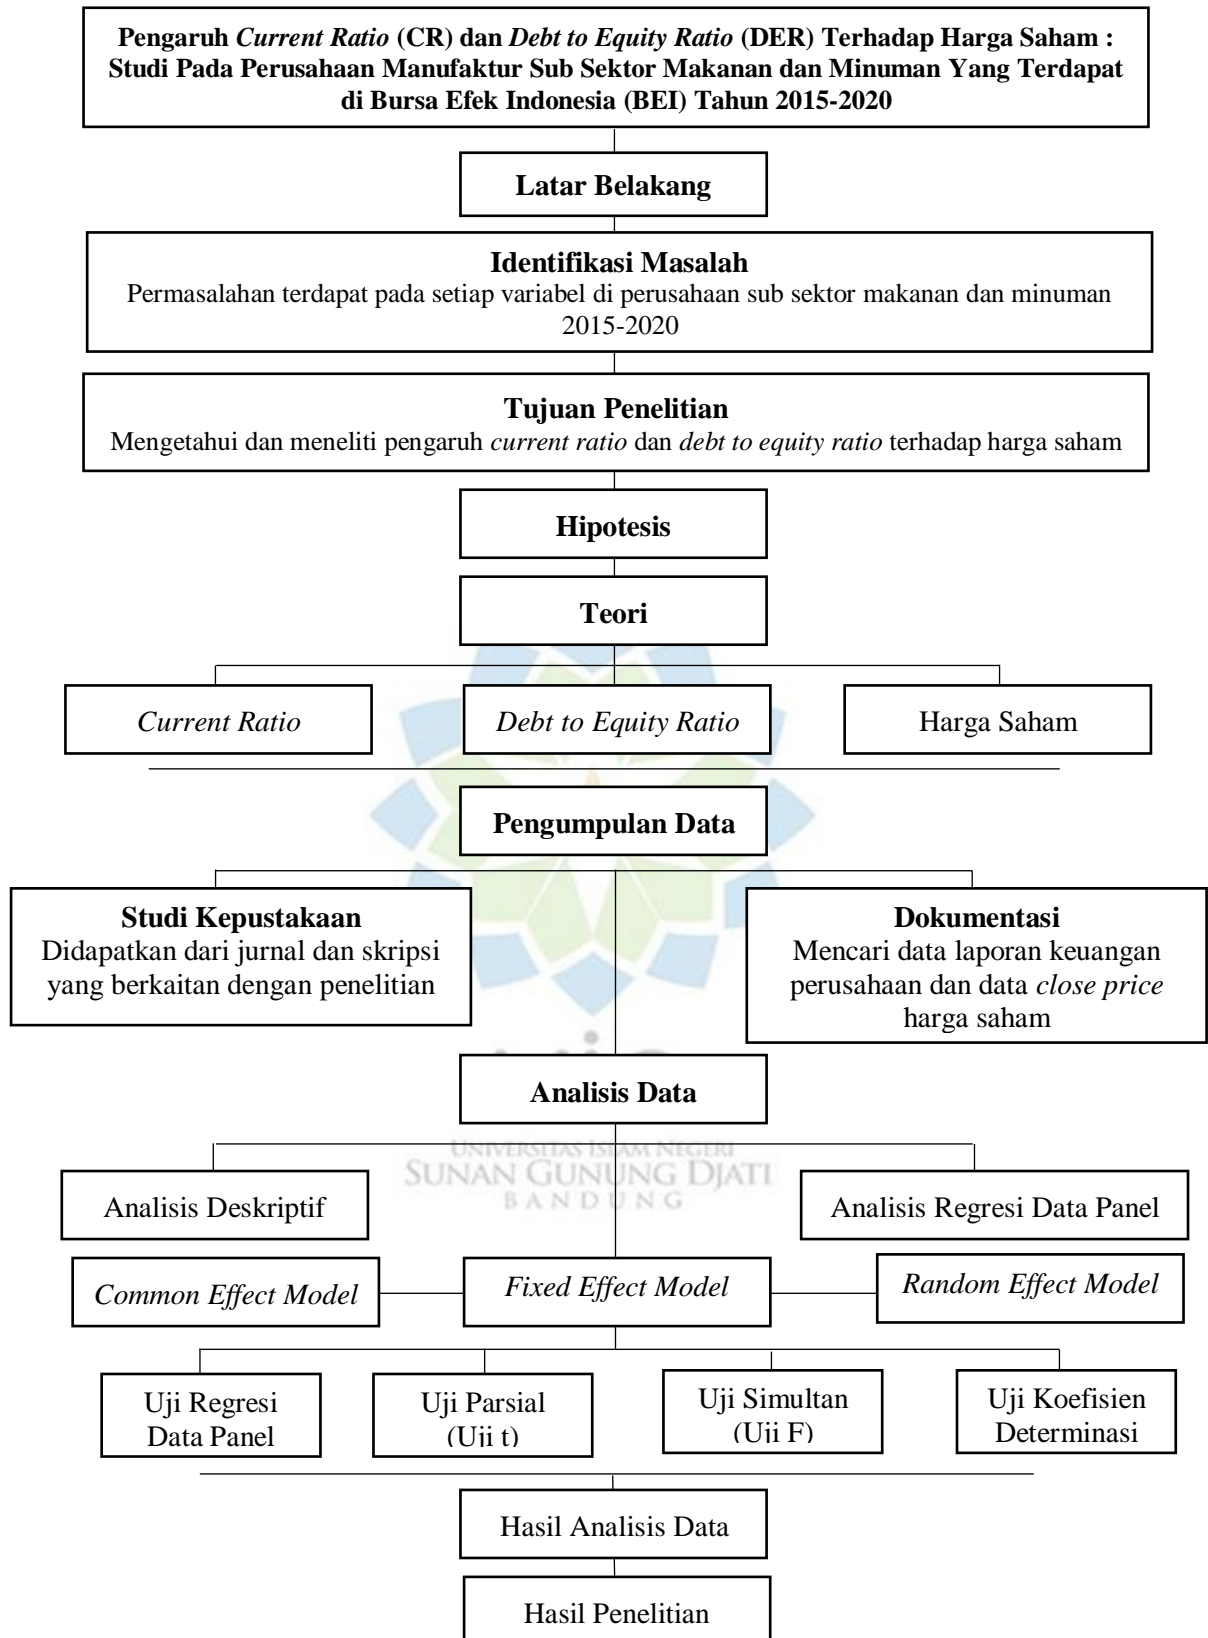 Pengaruh Current Ratio (CR) dan Debt to Equity Ratio (DER) Terhadap Harga Saham :
Studi Pada Perusahaan Manufaktur Sub Sektor Makanan dan Minuman Yang Terdapat
di Bursa Efek Indonesia (BEI) Tahun 2015-2020
Latar Belakang
Identifikasi Masalah
Permasalahan terdapat pada setiap variabel di perusahaan sub sektor makanan dan minuman
2015-2020
Tujuan Penelitian
Mengetahui dan meneliti pengaruh current ratio dan debt to equity ratio terhadap harga saham
Hipotesis
Teori
Current Ratio
Debt to Equity Ratio
Harga Saham
Pengumpulan Data
Studi Kepustakaan
Didapatkan dari jurnal dan skripsi
yang berkaitan dengan penelitian
Dokumentasi
Mencari data laporan keuangan
perusahaan dan data close price
harga saham
Analisis Data
UNIVERSITAS ISLAM NEGERI
SUNAN GUNUNG DJATI
BANDUNG
Analisis Deskriptif
Analisis Regresi Data Panel
Common Effect Model
Fixed Effect Model
Random Effect Model
Uji Regresi
Data Panel
Uji Parsial
(Uji t)
Uji Simultan
(Uji F)
Uji Koefisien
Determinasi
Hasil Analisis Data
Hasil Penelitian